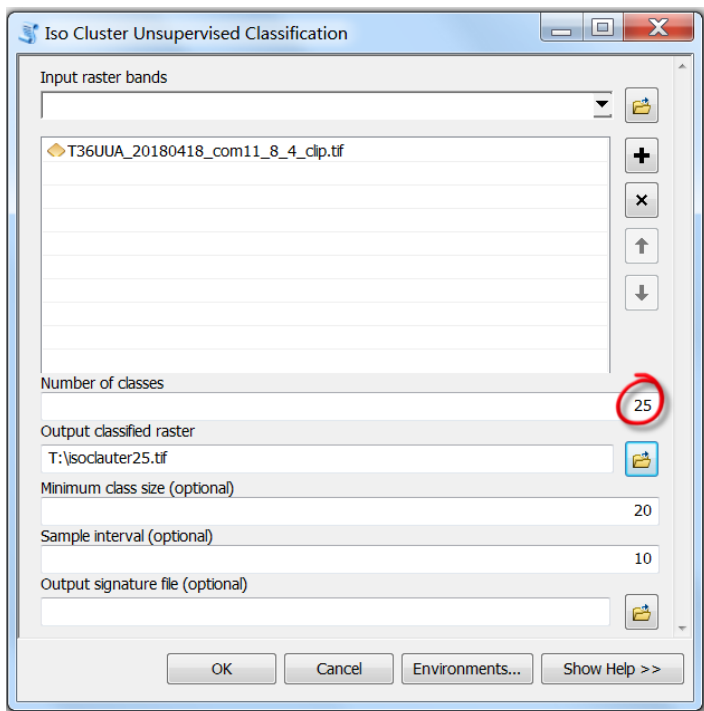 Iso Cluster Unsupervised Classification
Input raster bands
T36UUA_20180418_com11_8_4_clip.tif
Number of classes
25
Output classified raster
T:\isoclauter25.tif
Minimum class size (optional)
20
Sample interval (optional)
10
Output signature file (optional)
OK Cancel Environments... Show Help >>